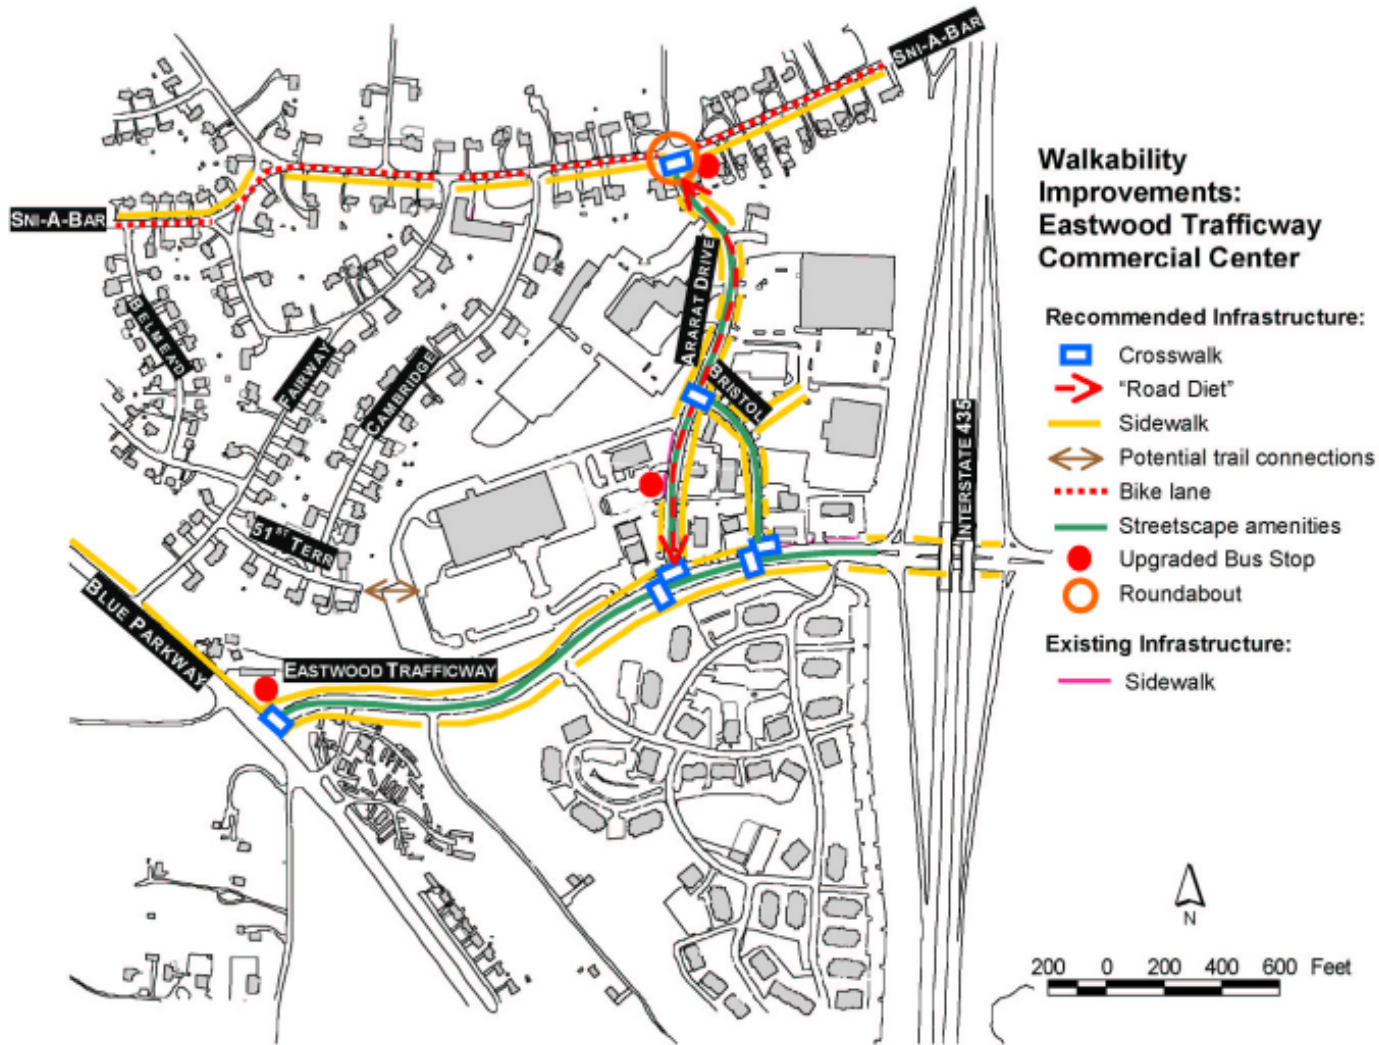 SNI-A-BAR
Walkability
Improvements:
Eastwood Trafficway
Commercial Center
SNI-A-BAR
ARARAT DRIVE
BELMEAD
FAIRWAY
CAMBRIDGE
BRISTOL
INTERSTATE 435
51ST TERR
BLUE PARKWAY
EASTWOOD TRAFFICWAY
Recommended Infrastructure:
Crosswalk
"Road Diet"
Sidewalk
Potential trail connections
Bike lane
Streetscape amenities
Upgraded Bus Stop
Roundabout
Existing Infrastructure:
Sidewalk
N
200 0 200 400 600 Feet